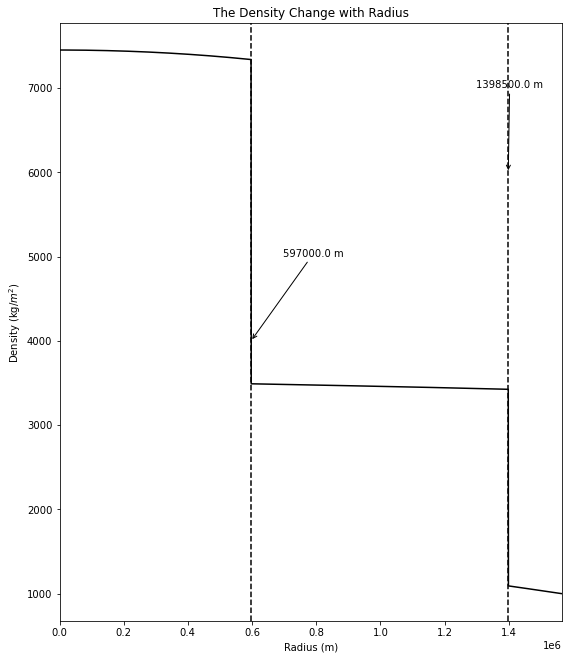 The Density Change with Radius
7000
6000
5000
4000
3000
2000
1000
Density (kg/m²)
1398500.0 m
597000.0 m
0.0 0.2 0.4 0.6 0.8 1.0 1.2 1.4
1e6
Radius (m)